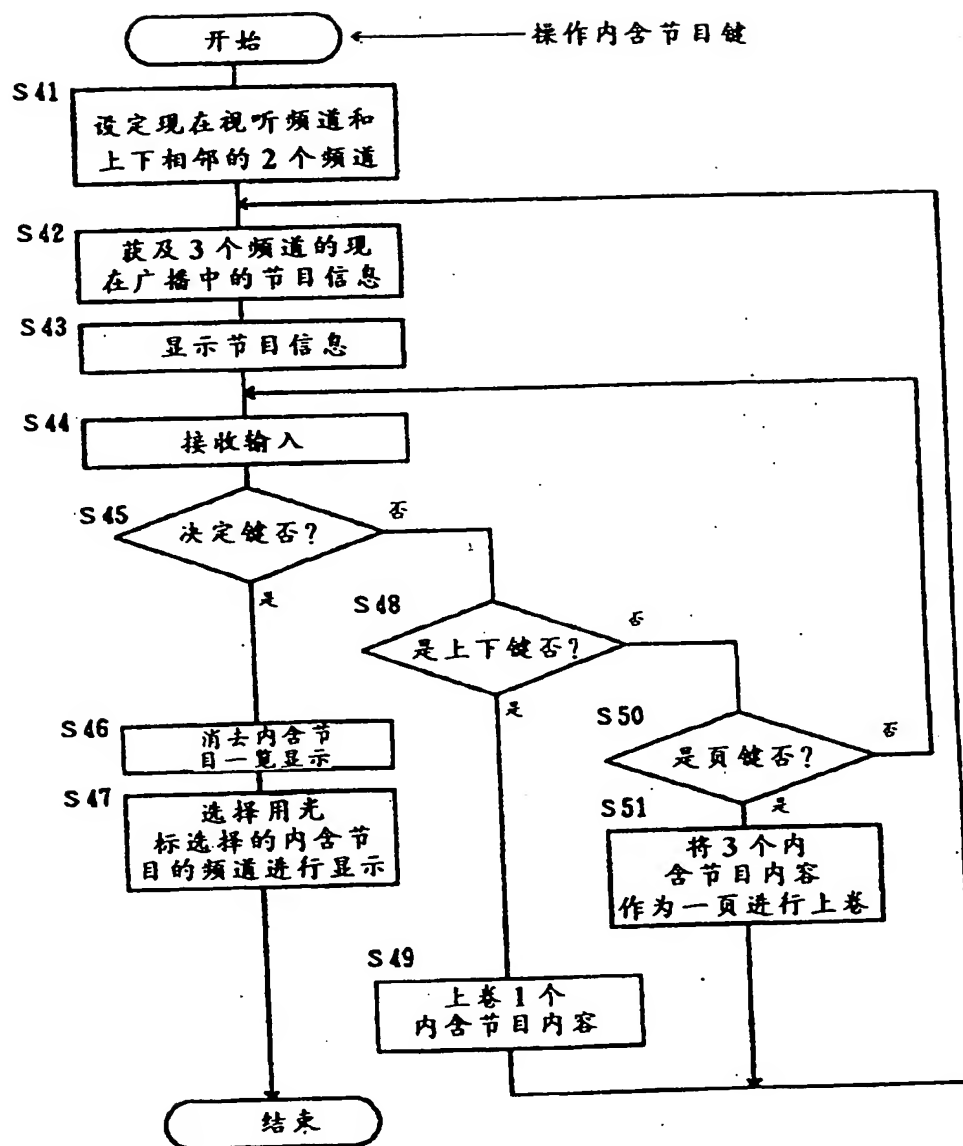 开始
操作内含节目键
S41
设定现在视听频道和
上下相邻的2个频道
S42
获及3个频道的现
在广播中的节目信息
S43
显示节目信息
S44
接收输入
S45
决定键否?
否
是
S48
是上下键否?
否
是
S50
是页键否?
否
是
S46
消去内含节
目一览显示
S47
选择用光
标选择的内含节
目的频道进行显示
S51
将3个内
含节目内容
作为一页进行上卷
S49
上卷1个
内含节目内容
结束